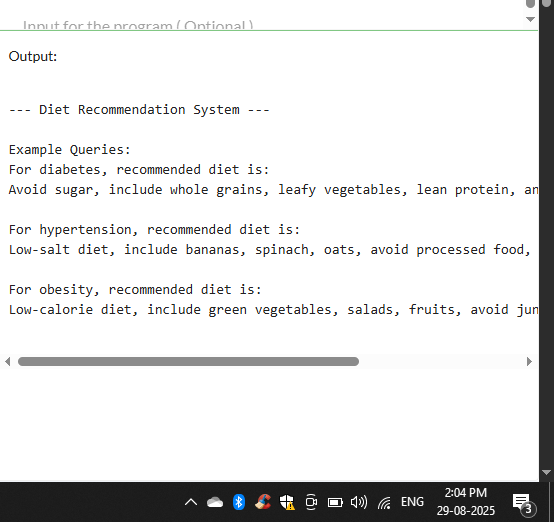 Input for the program ( Optional )
Output:
--- Diet Recommendation System ---
Example Queries:
For diabetes, recommended diet is:
Avoid sugar, include whole grains, leafy vegetables, lean protein, an
For hypertension, recommended diet is:
Low-salt diet, include bananas, spinach, oats, avoid processed food,
For obesity, recommended diet is:
Low-calorie diet, include green vegetables, salads, fruits, avoid jun
ENG
2:04 PM
29-08-2025
3